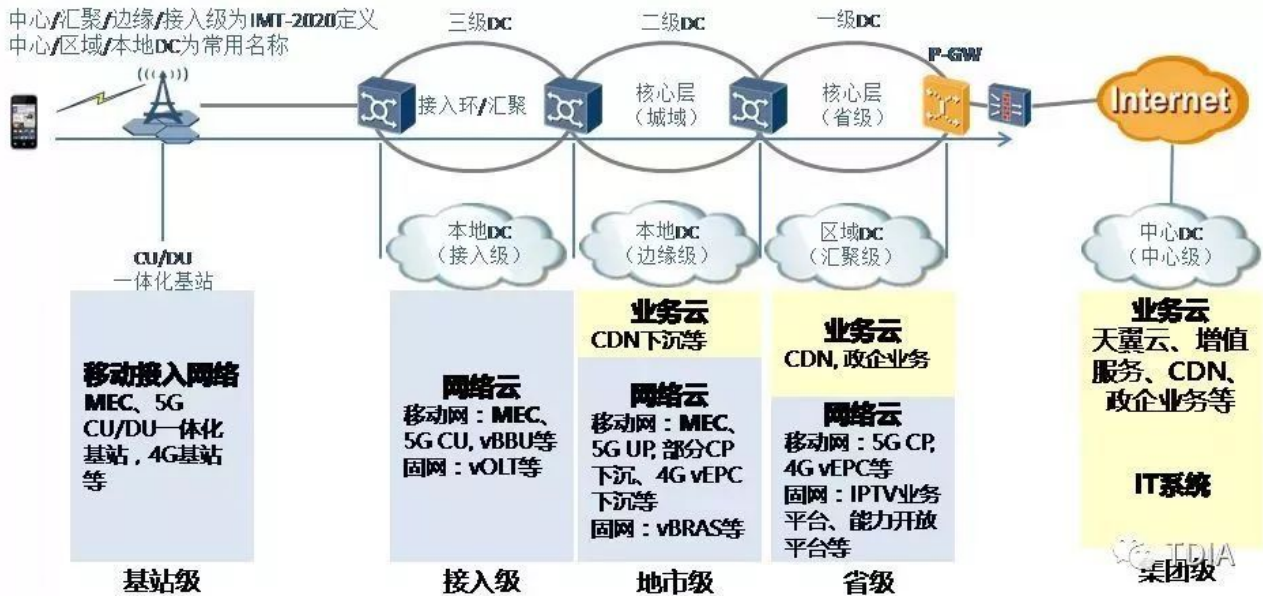 中心/汇聚/边缘/接入级为IMT-2020定义
中心/区域/本地DC为常用名称
三级DC
二级DC
一级DC
P-GW
接入环/汇聚
核心层
（城域）
核心层
（省级）
Internet
CU/DU
一体化基站
本地DC
（接入级）
本地DC
（边缘级）
区域DC
（汇聚级）
中心DC
（中心级）
移动接入网络
MEC、5G
CU/DU一体化
基站，4G基站
等
基站级
网络云
移动网：MEC、
5G CU, vBBU等
固网：vOLT等
接入级
业务云
CDN下沉等
网络云
移动网：MEC、
5G UP, 部分CP
下沉、4G vEPC
下沉等
固网：vBRAS等
地市级
业务云
CDN, 政企业务
网络云
移动网：5G CP,
4G vEPC等
固网：IPTV业务
平台、能力开放
平台等
省级
业务云
天翼云、增值
服务、CDN、
政企业务等
IT系统
TDIA
集团级